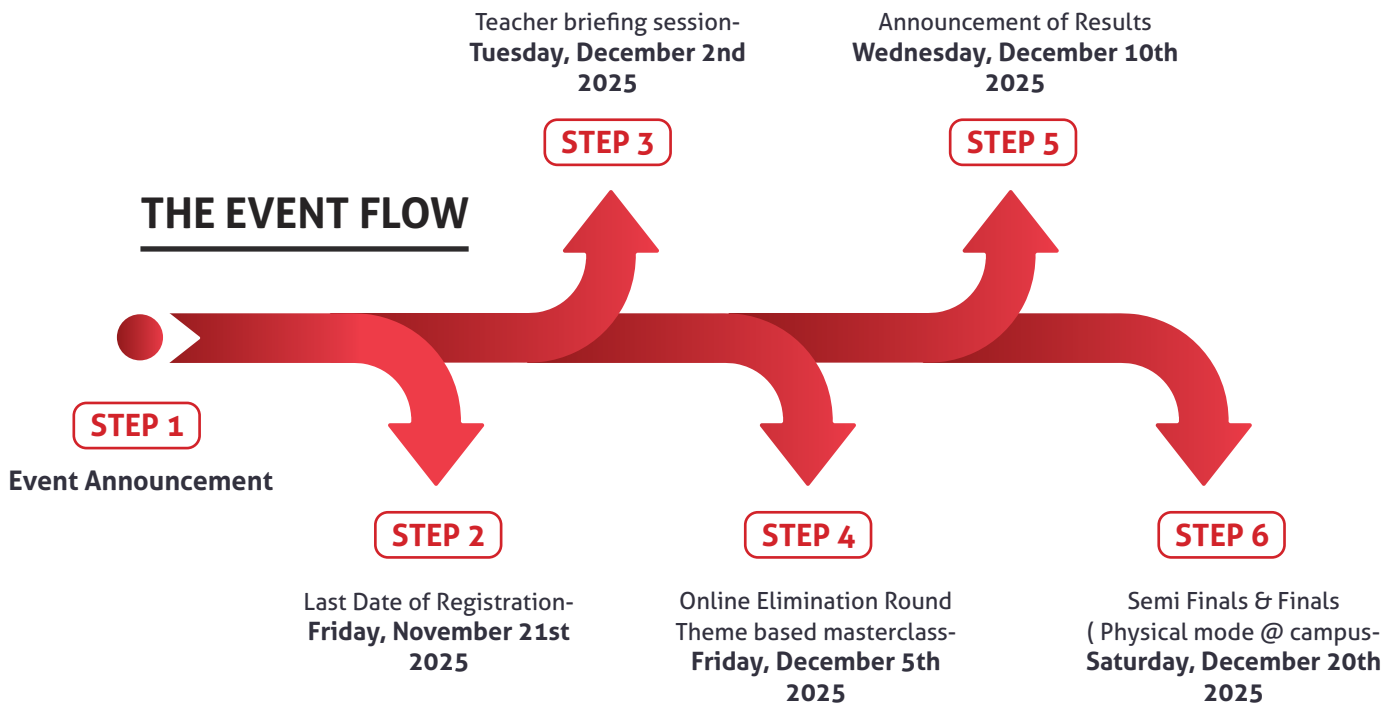 THE EVENT FLOW
STEP 1
Event Announcement
STEP 2
Last Date of Registration-
Friday, November 21st
2025
Teacher briefing session-
Tuesday, December 2nd
2025
STEP 3
STEP 4
Online Elimination Round
Theme based masterclass-
Friday, December 5th
2025
Announcement of Results
Wednesday, December 10th
2025
STEP 5
STEP 6
Semi Finals & Finals
( Physical mode @ campus-
Saturday, December 20th
2025